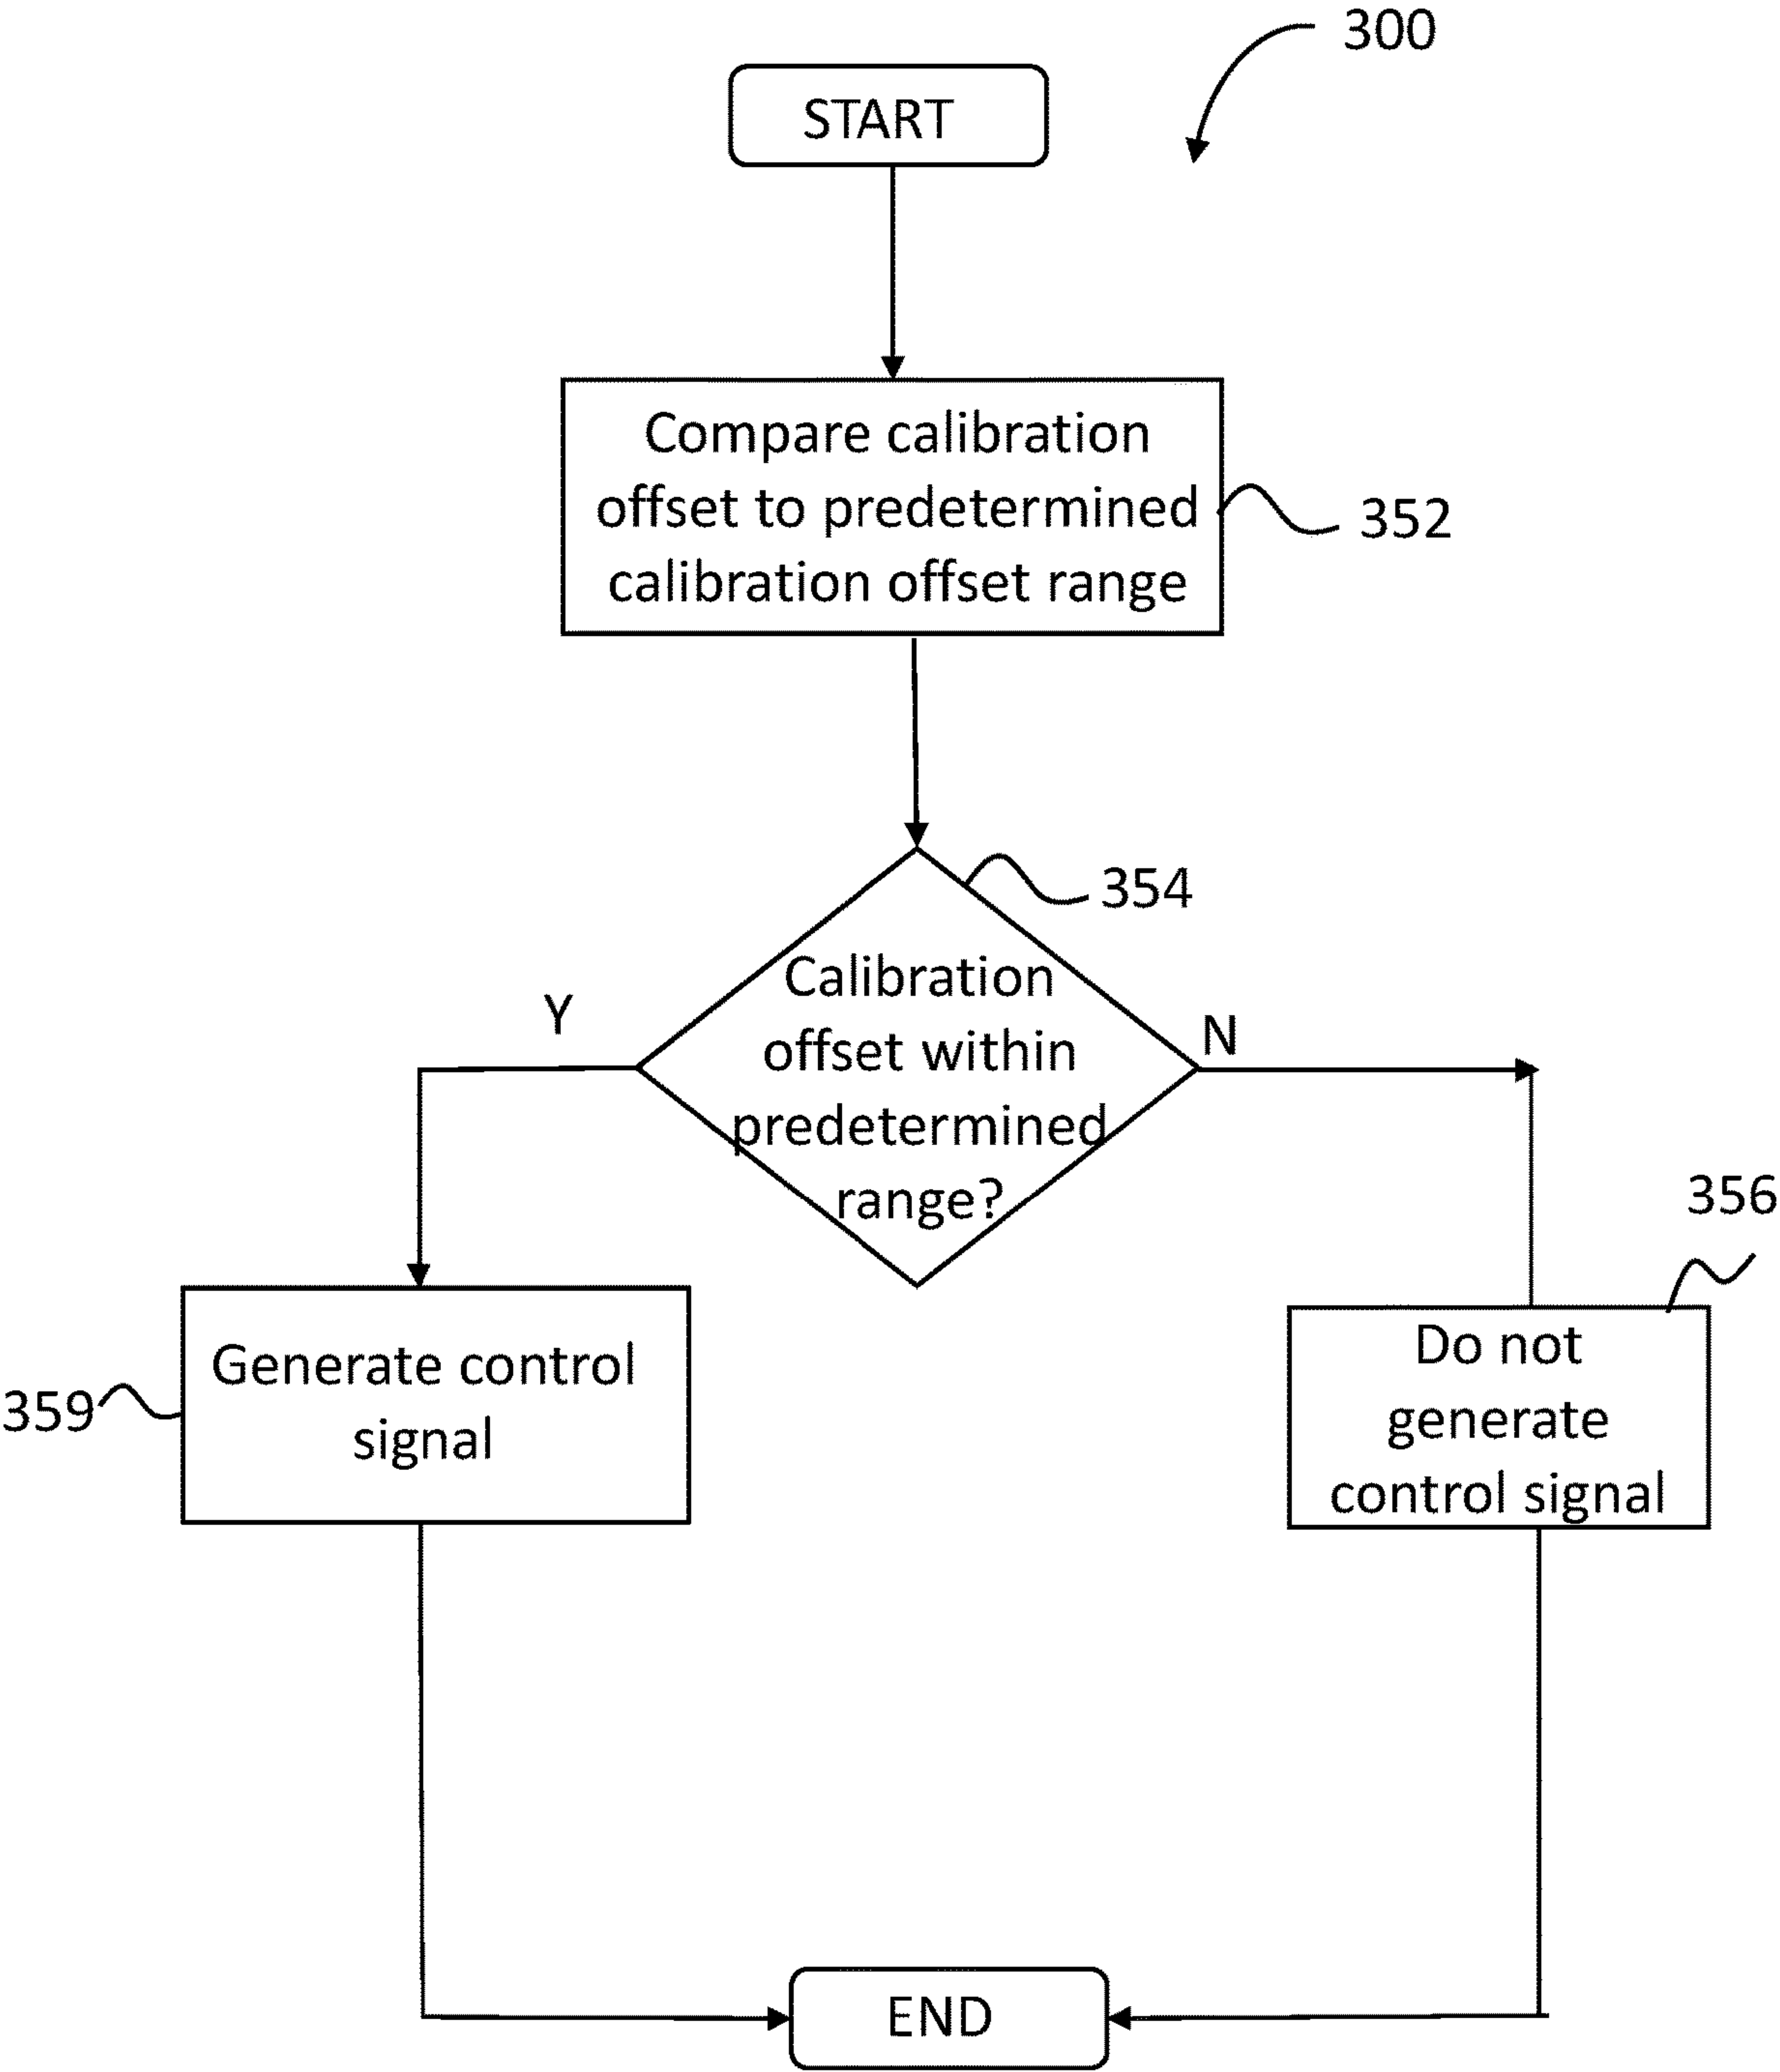 300
START
Compare calibration
offset to predetermined
calibration offset range
352
354
Calibration
offset within
predetermined
range?
Y
N
356
Generate control
signal
359
Do not
generate
control signal
END